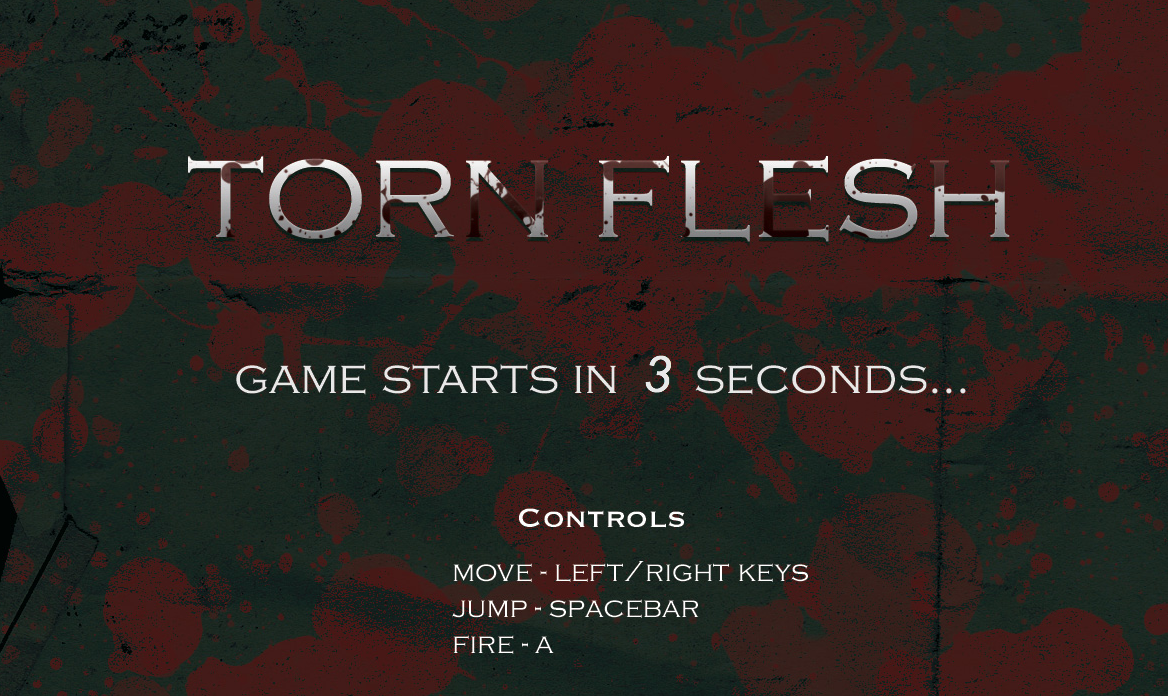 TORN FLESH
GAME STARTS IN 3 SECONDS...
CONTROLS
MOVE - LEFT/RIGHT KEYS
JUMP - SPACEBAR
FIRE - A